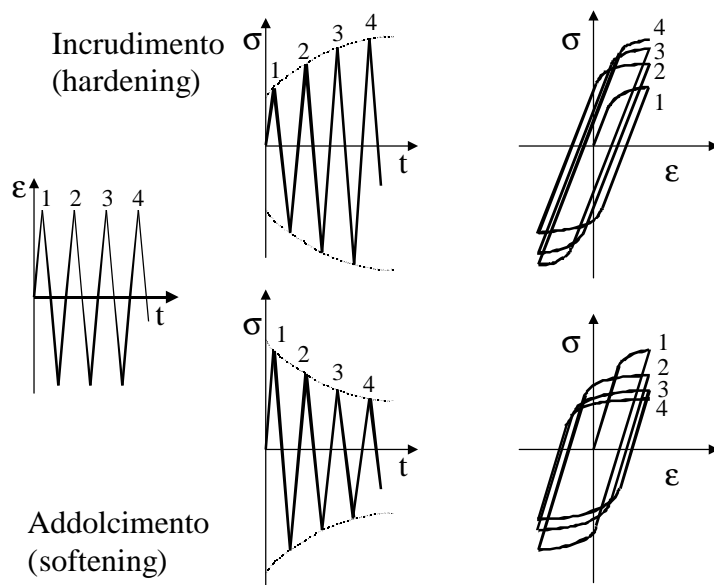 Incrudimento
(hardening)
σ
1
2
3
4
t
σ
4
3
2
1
ε
ε
1
2
3
4
t
σ
1
2
3
4
t
σ
1
2
3
4
ε
Addolcimento
(softening)